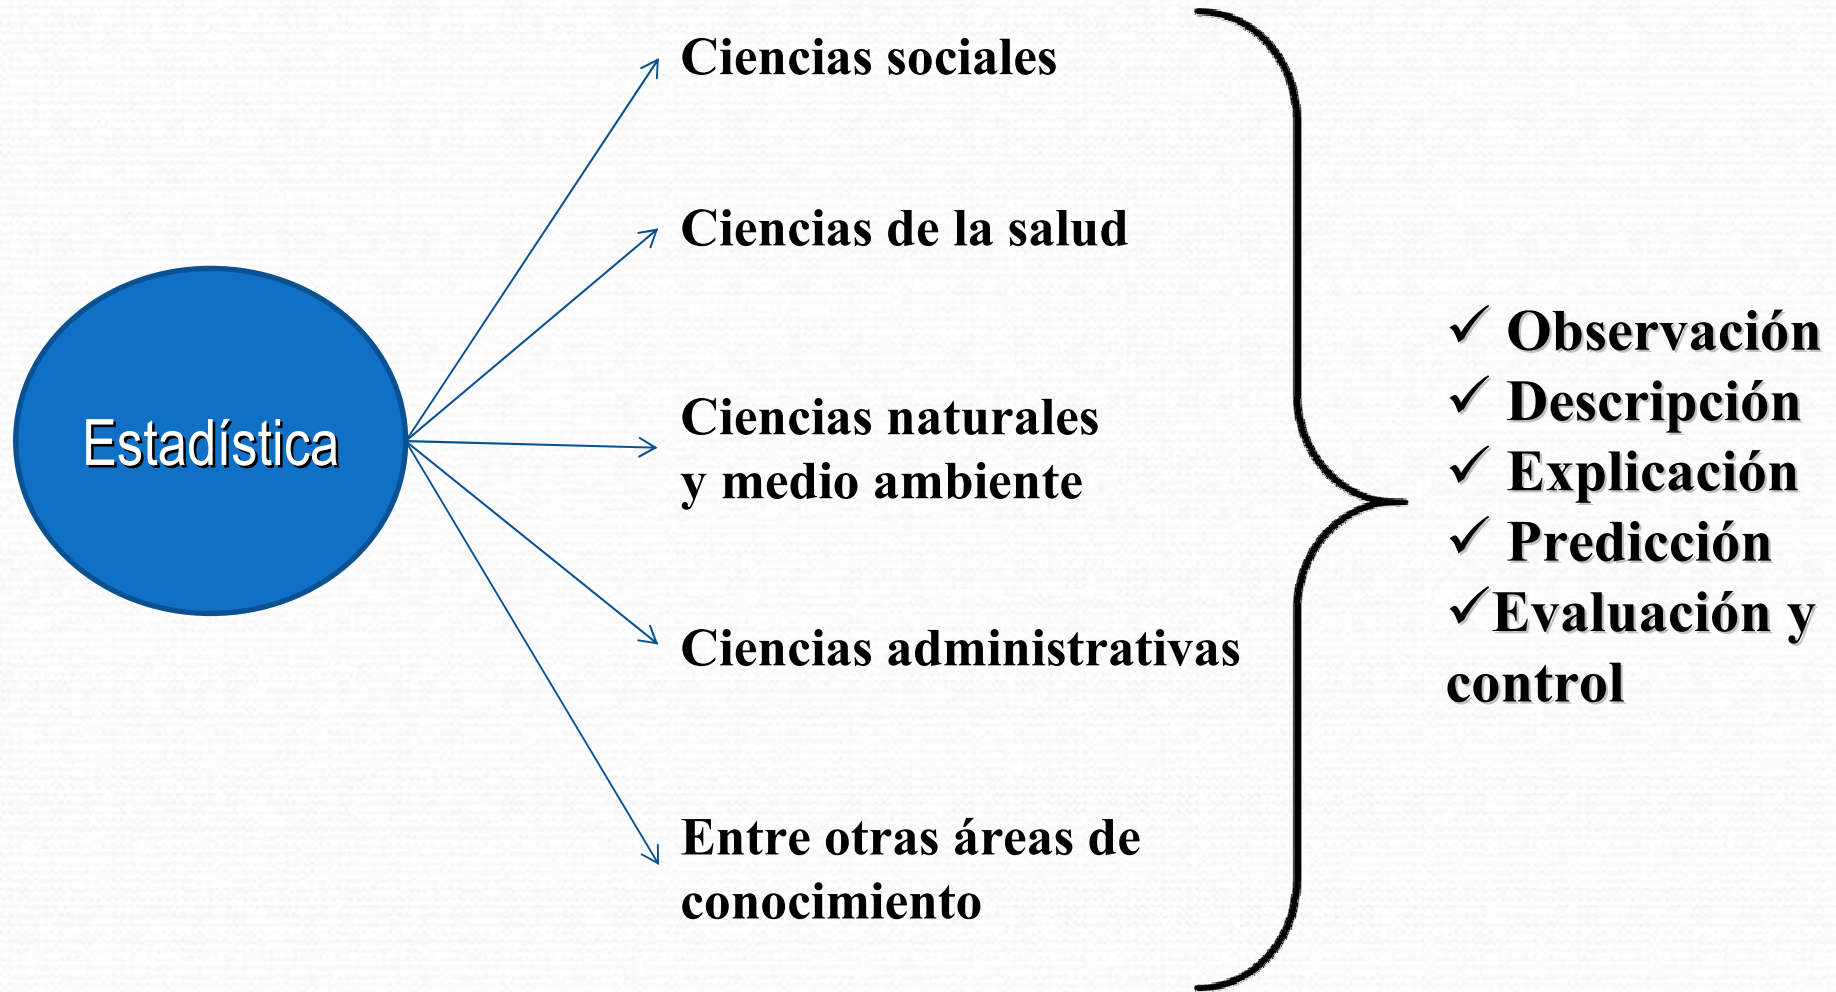 Estadística
Ciencias sociales
Ciencias de la salud
Ciencias naturales
y medio ambiente
Ciencias administrativas
Entre otras áreas de
conocimiento
✓ Observación
✓ Descripción
✓ Explicación
✓ Predicción
✓Evaluación y
control